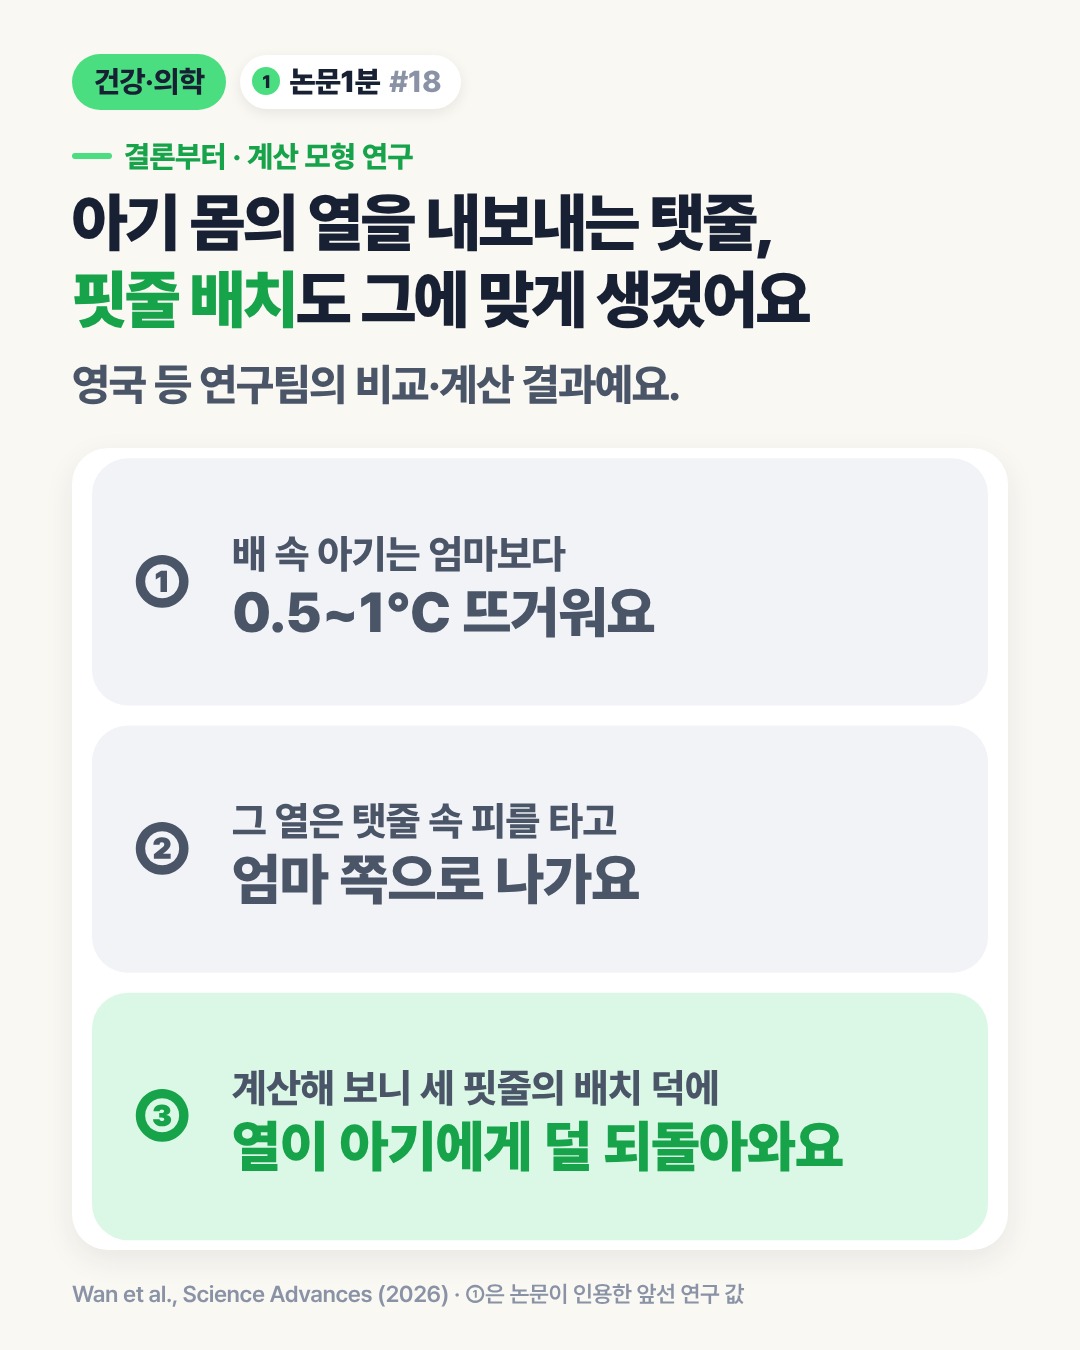 건강·의학
1 논문1분 #18
결론부터 · 계산 모형 연구
아기 몸의 열을 내보내는 탯줄,
핏줄 배치도 그에 맞게 생겼어요
영국 등 연구팀의 비교·계산 결과예요.
①
배 속 아기는 엄마보다
0.5~1°C 뜨거워요
②
그 열은 탯줄 속 피를 타고
엄마 쪽으로 나가요
③
계산해 보니 세 핏줄의 배치 덕에
열이 아기에게 덜 되돌아와요
Wan et al., Science Advances (2026) · ①은 논문이 인용한 앞선 연구 값